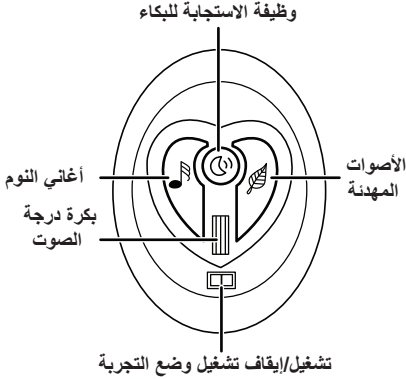 وظيفة الاستجابة للبكاء
الأصوات
المهدئة
أغاني النوم
بكرة درجة
الصوت
تشغيل/إيقاف تشغيل وضع التجربة